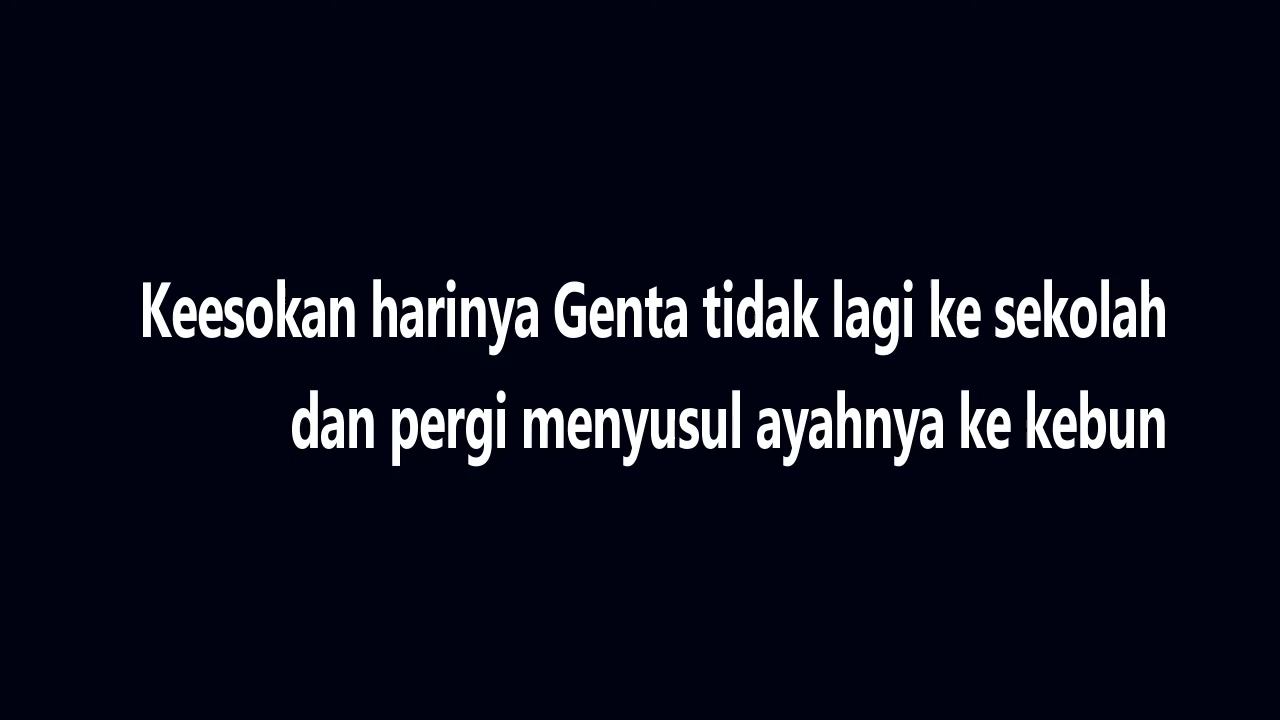 Keesokan harinya Genta tidak lagi ke sekolah
dan pergi menyusul ayahnya ke kebun